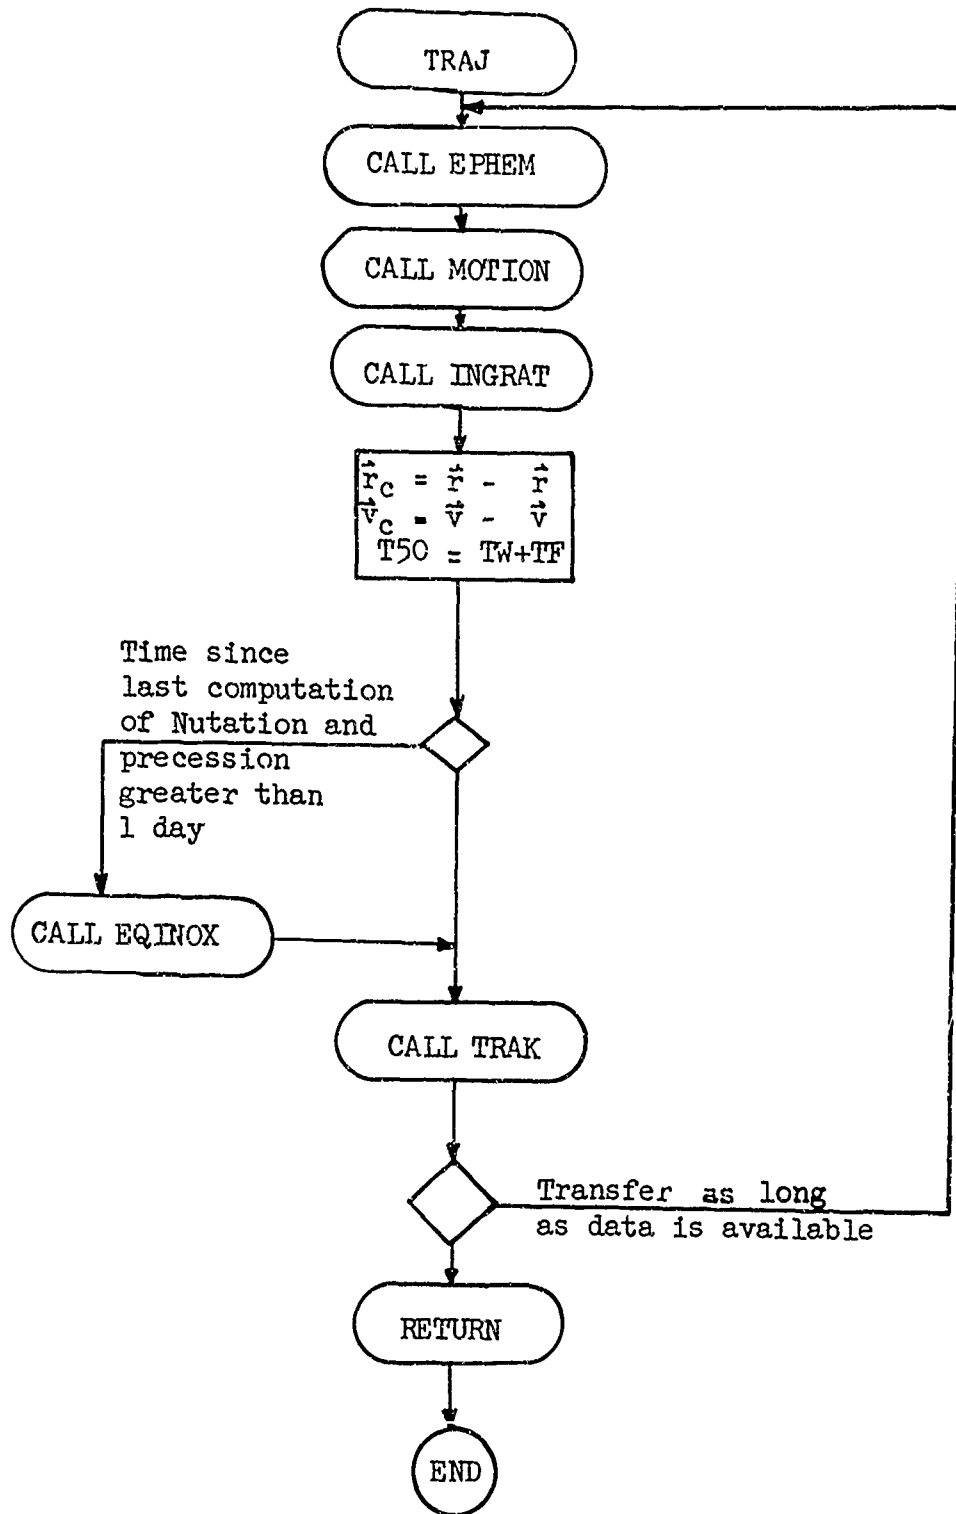 TRAJ
CALL EPHEM
CALL MOTION
CALL INGRAT
r⃗c = r⃗ - r⃗
v⃗c = v⃗ - v⃗
T50 = TW+TF
Time since
last computation
of Nutation and
precession
greater than
1 day
CALL EQINOX
CALL TRAK
Transfer as long
as data is available
RETURN
END